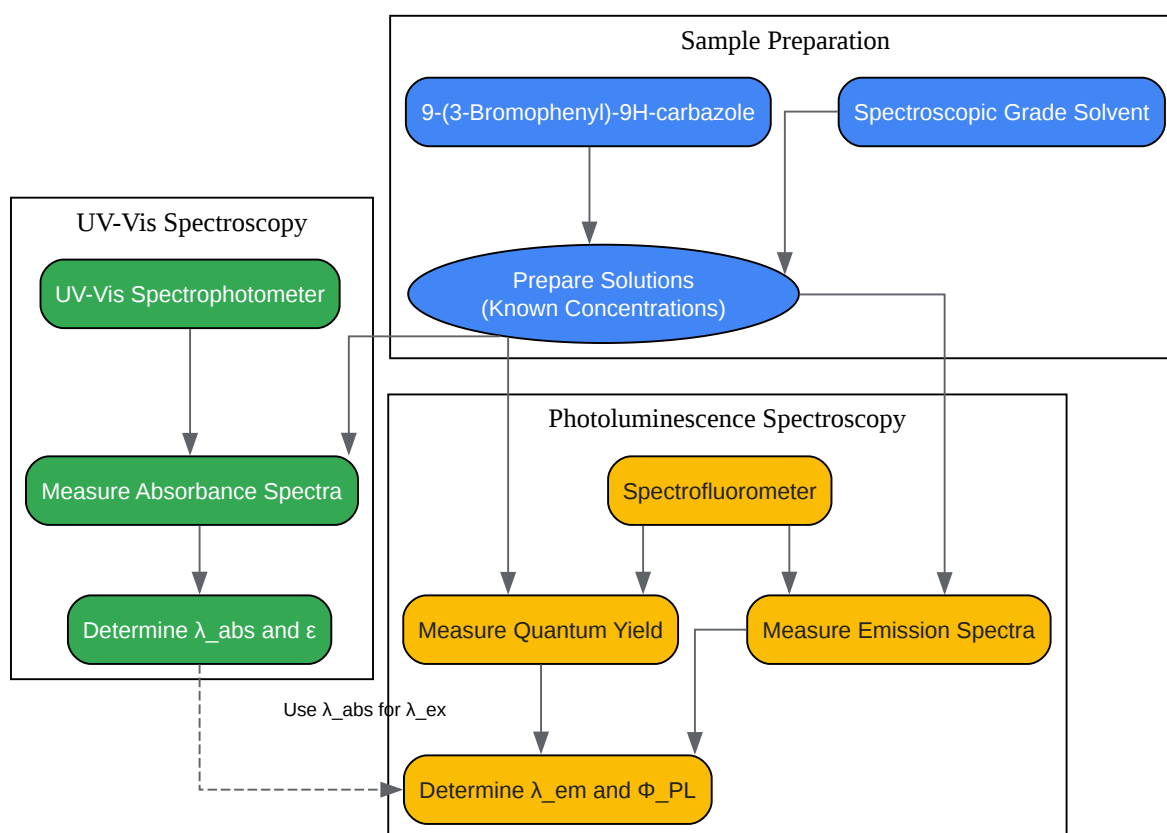 Sample Preparation
9-(3-Bromophenyl)-9H-carbazole
Spectroscopic Grade Solvent
Prepare Solutions
(Known Concentrations)
UV-Vis Spectroscopy
UV-Vis Spectrophotometer
Measure Absorbance Spectra
Determine λ_abs and ε
Photoluminescence Spectroscopy
Spectrofluorometer
Measure Quantum Yield
Measure Emission Spectra
Use λ_abs for λ_ex
Determine λ_em and Φ_PL